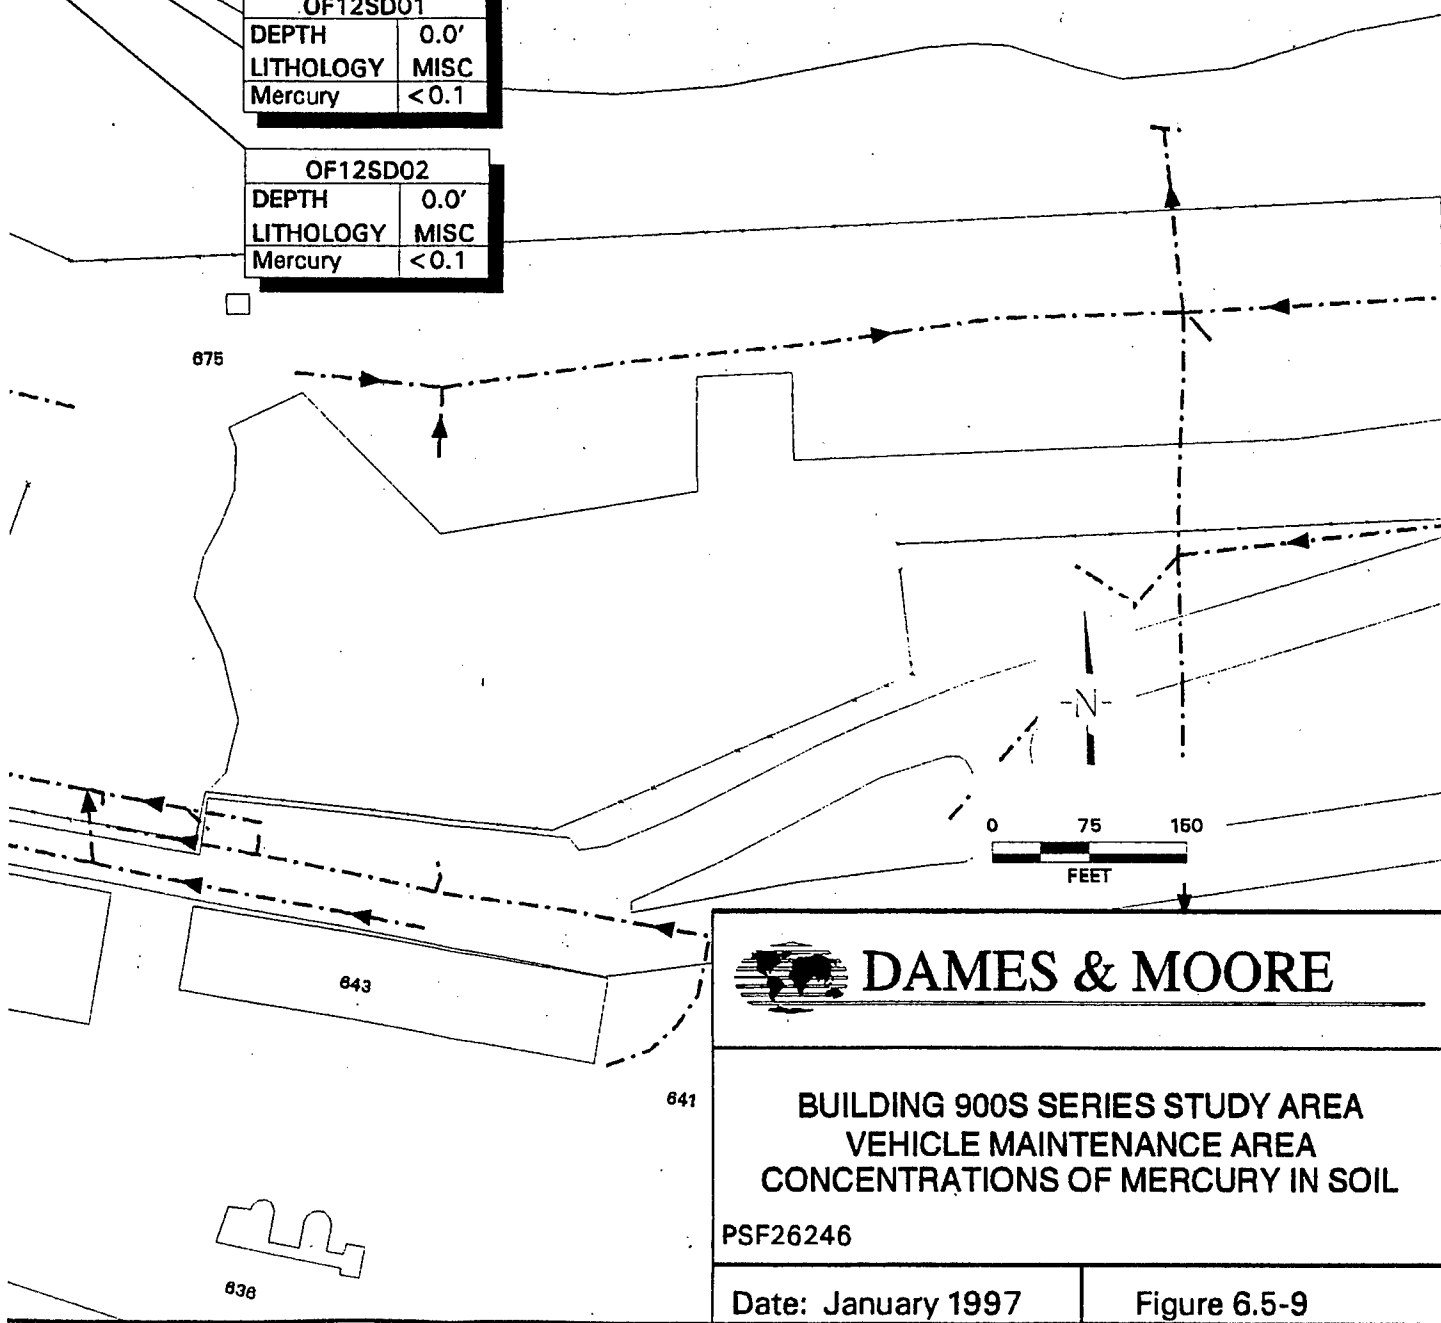 OF12SD01
DEPTH 0.0'
LITHOLOGY MISC
Mercury <0.1
OF12SD02
DEPTH 0.0'
LITHOLOGY MISC
Mercury <0.1
675
-N-
0 75 150
FEET
643
641
636
DAMES & MOORE
BUILDING 900S SERIES STUDY AREA
VEHICLE MAINTENANCE AREA
CONCENTRATIONS OF MERCURY IN SOIL
PSF26246
Date: January 1997
Figure 6.5-9